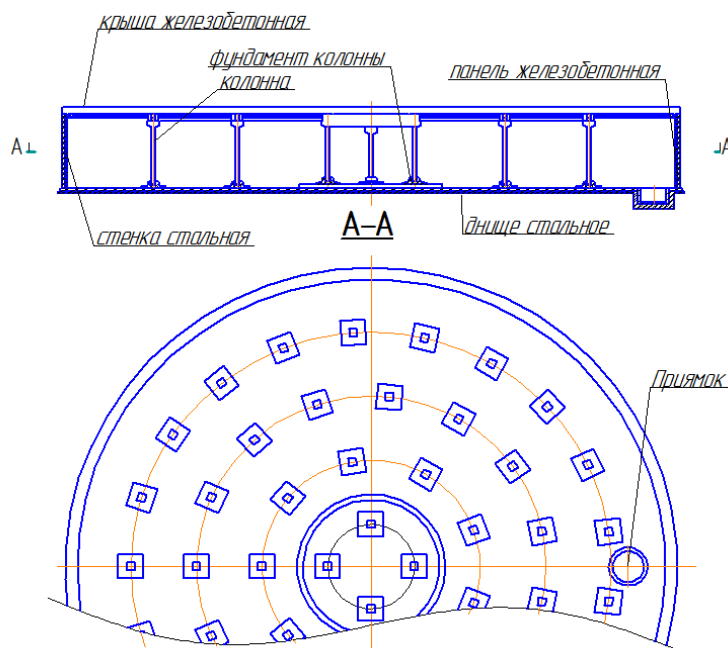 крыша железобетонная
фундамент колонны
колонна
панель железобетонная
А
А
стенка стальная
А–А
днище стальное
Приямок